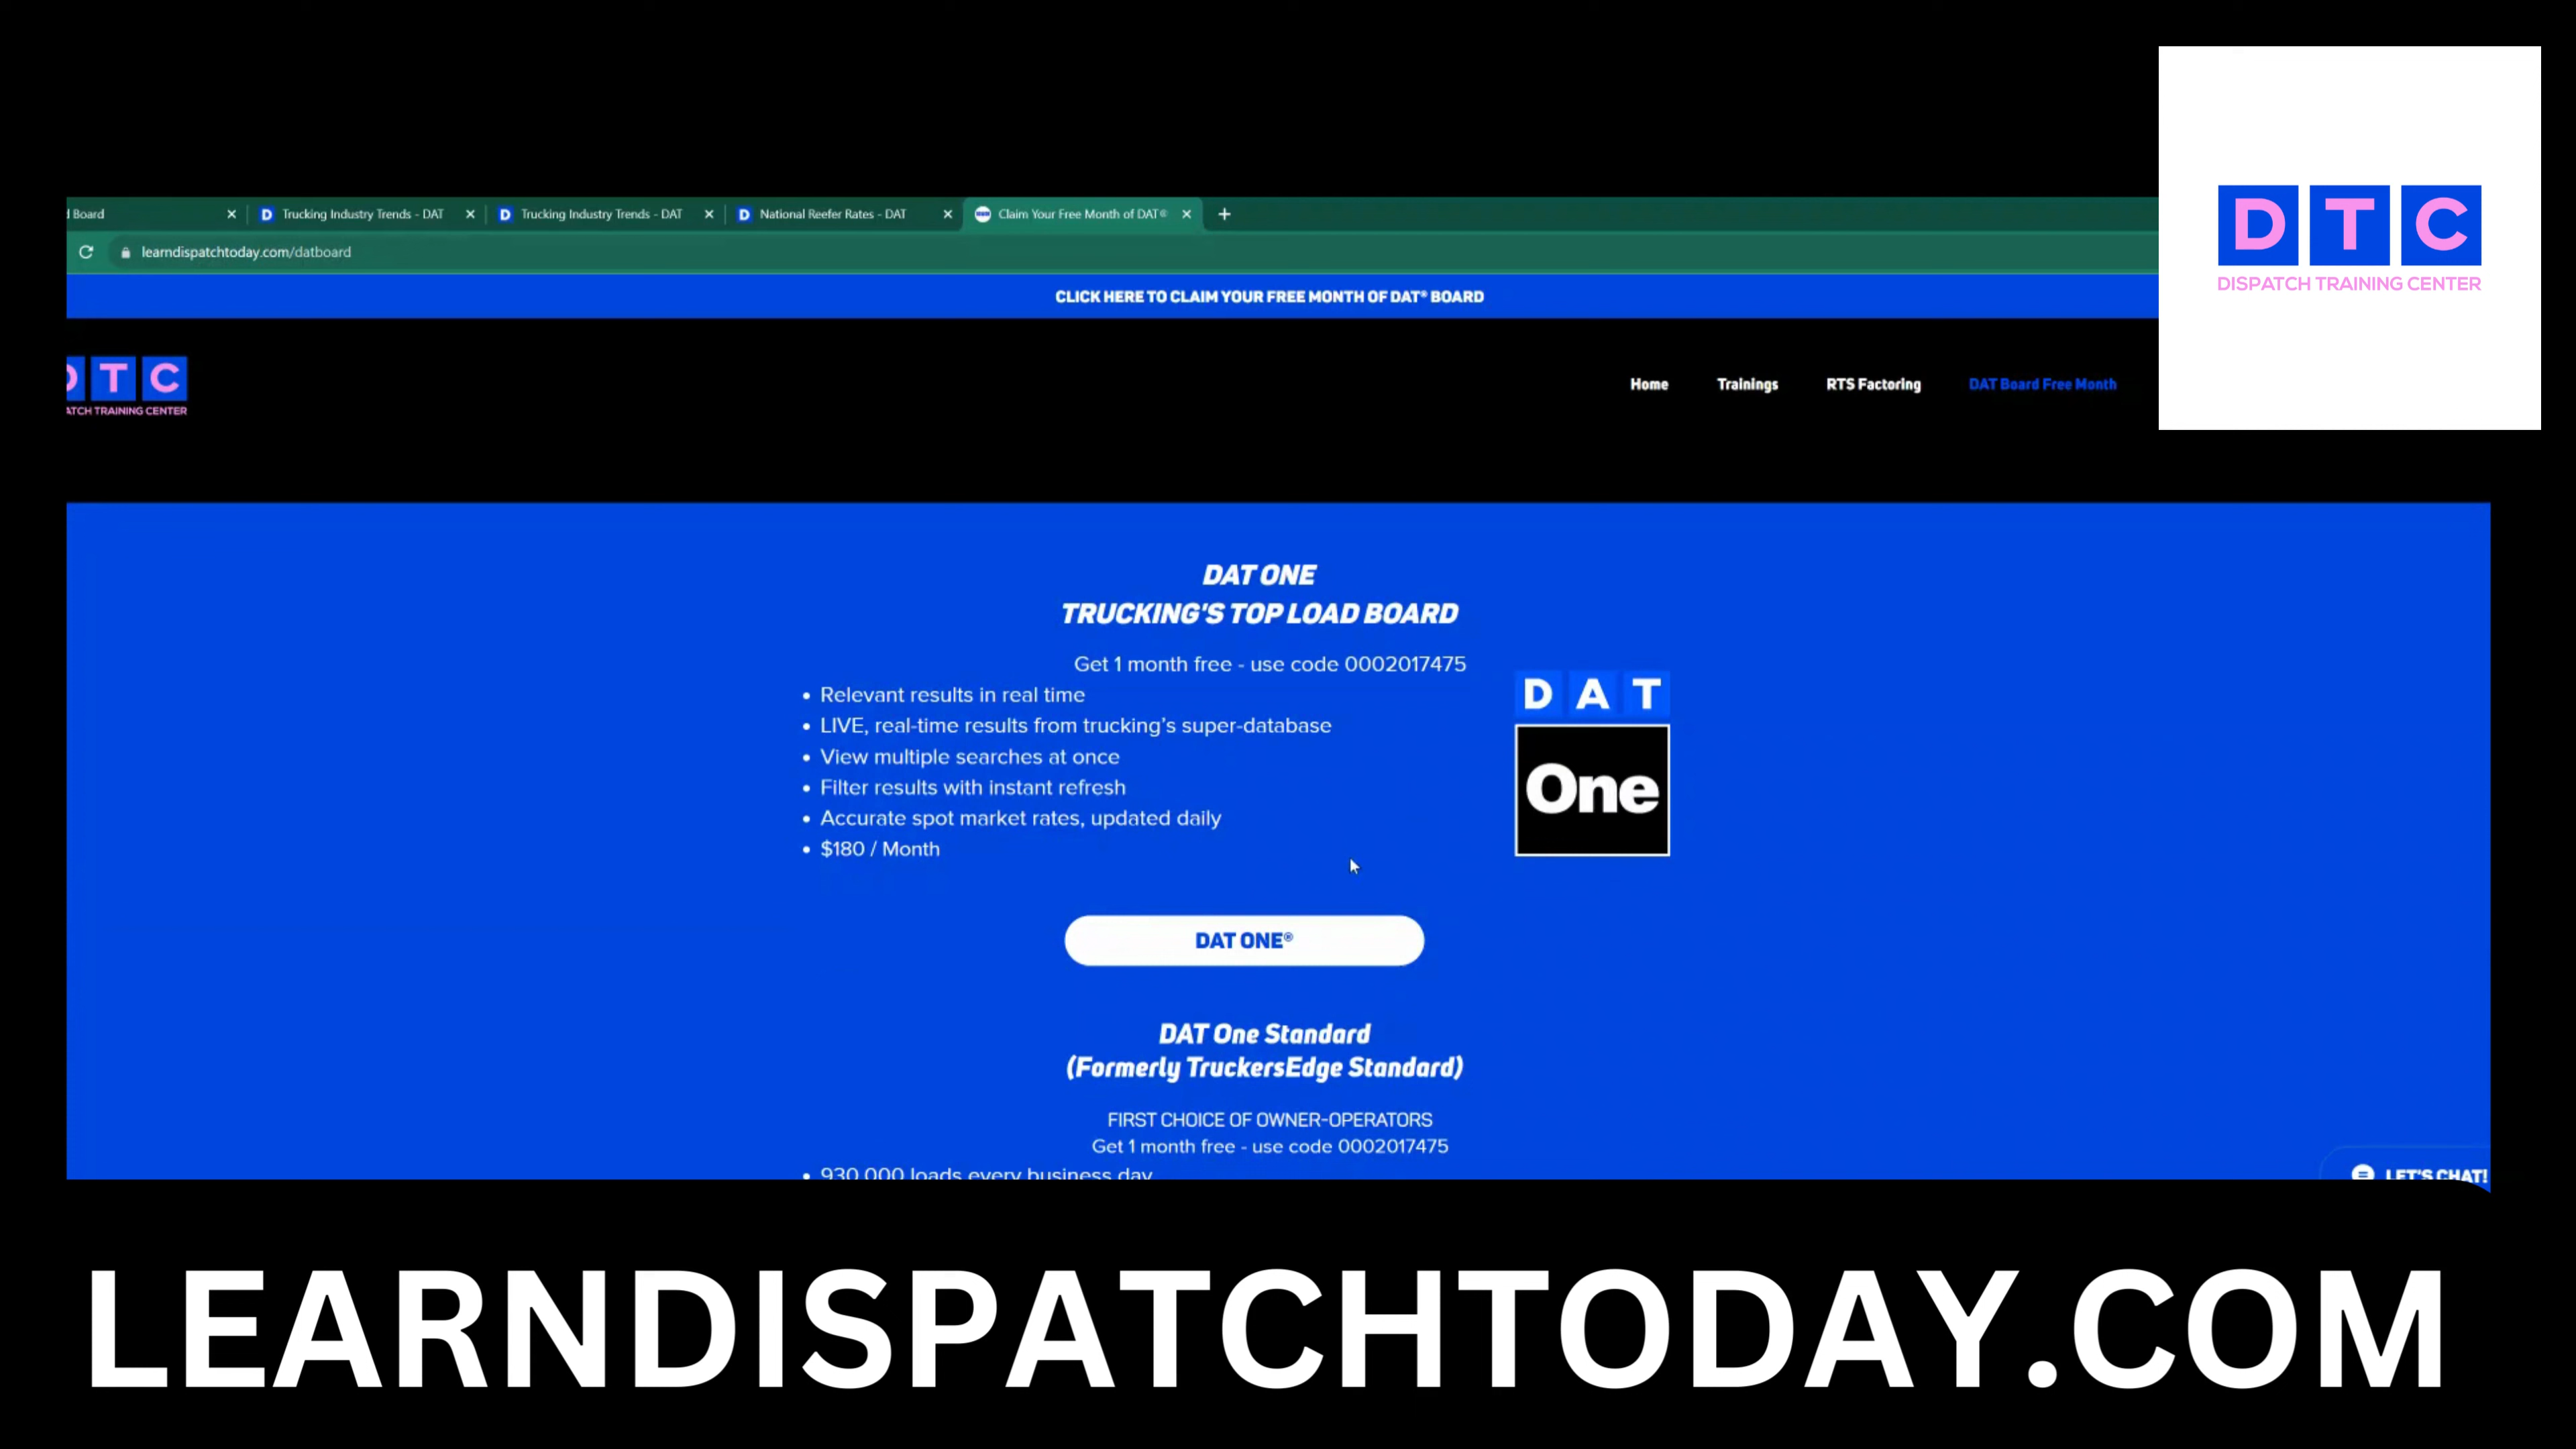 d Board
Trucking Industry Trends - DAT
Trucking Industry Trends - DAT
National Reefer Rates - DAT
Claim Your Free Month of DAT®
learndispatchtoday.com/datboard
CLICK HERE TO CLAIM YOUR FREE MONTH OF DAT® BOARD
D T C
DISPATCH TRAINING CENTER
D T C
ATCH TRAINING CENTER
Home Trainings RTS Factoring DAT Board Free Month
DAT ONE
TRUCKING'S TOP LOAD BOARD
Get 1 month free - use code 0002017475
• Relevant results in real time
• LIVE, real-time results from trucking's super-database
• View multiple searches at once
• Filter results with instant refresh
• Accurate spot market rates, updated daily
• $180 / Month
D A T
One
DAT ONE®
DAT One Standard
(Formerly TruckersEdge Standard)
FIRST CHOICE OF OWNER-OPERATORS
Get 1 month free - use code 0002017475
• 930,000 loads every business day
LET'S CHAT!
LEARNDISPATCHTODAY.COM